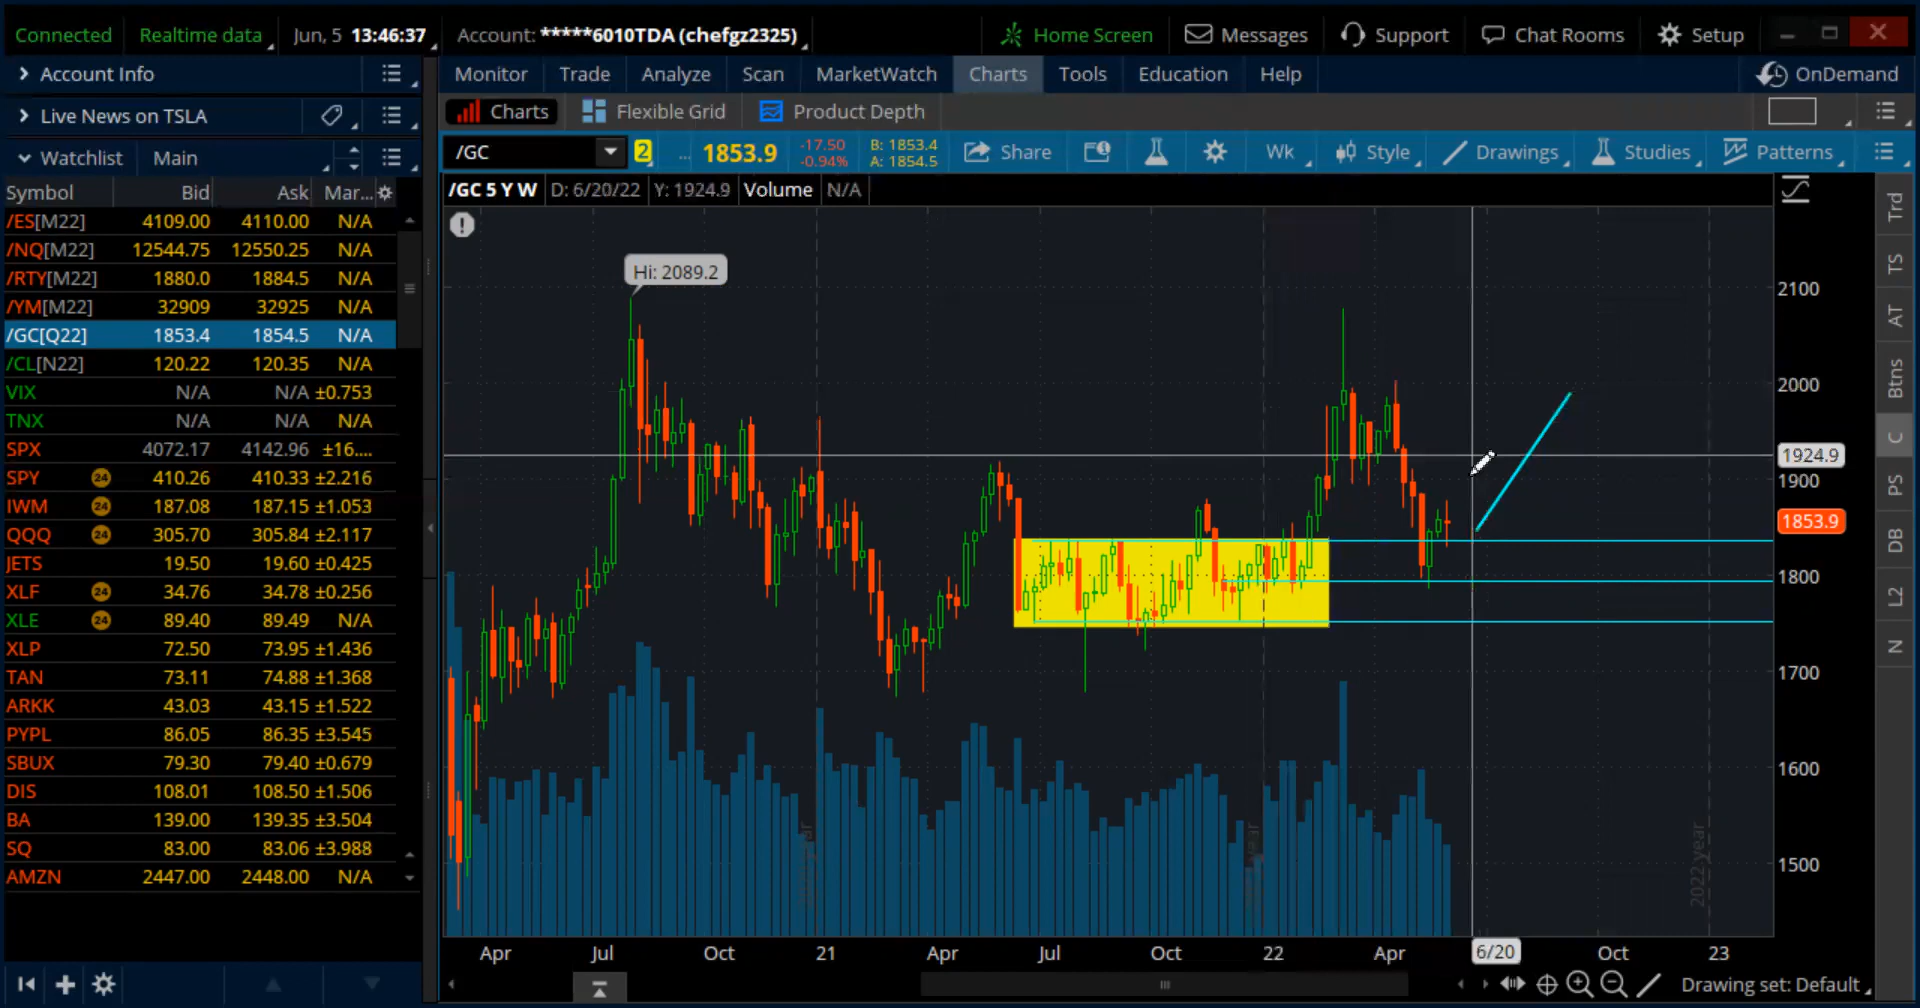 Connected
Realtime data
Jun, 5 13:46:37
Account: *****6010TDA (chefgz2325)
Home Screen
Messages
Support
Chat Rooms
Setup
Account Info
Monitor Trade Analyze Scan MarketWatch Charts Tools Education Help
OnDemand
Live News on TSLA
Charts Flexible Grid Product Depth
Watchlist Main
/GC
2
...
1853.9
-17.50
-0.94%
B: 1853.4
A: 1854.5
Share
Wk
Style
Drawings
Studies
Patterns
Symbol Bid Ask Mar...
/GC 5 Y W D: 6/20/22 Y: 1924.9 Volume N/A
/ES[M22] 4109.00 4110.00 N/A
/NQ[M22] 12544.75 12550.25 N/A
/RTY[M22] 1880.0 1884.5 N/A
/YM[M22] 32909 32925 N/A
/GC[Q22] 1853.4 1854.5 N/A
/CL[N22] 120.22 120.35 N/A
VIX N/A N/A ±0.753
TNX N/A N/A N/A
SPX 4072.17 4142.96 ±16....
SPY 24 410.26 410.33 ±2.216
IWM 24 187.08 187.15 ±1.053
QQQ 24 305.70 305.84 ±2.117
JETS 19.50 19.60 ±0.425
XLF 24 34.76 34.78 ±0.256
XLE 24 89.40 89.49 N/A
XLP 72.50 73.95 ±1.436
TAN 73.11 74.88 ±1.368
ARKK 43.03 43.15 ±1.522
PYPL 86.05 86.35 ±3.545
SBUX 79.30 79.40 ±0.679
DIS 108.01 108.50 ±1.506
BA 139.00 139.35 ±3.504
SQ 83.00 83.06 ±3.988
AMZN 2447.00 2448.00 N/A
Hi: 2089.2
2100
2000
1924.9
1900
1853.9
1800
1700
1600
1500
2022 year
Apr Jul Oct 21 Apr Jul Oct 22 Apr 6/20 Oct 23
Trd
TS
AT
Btns
C
PS
DB
L2
N
Drawing set: Default